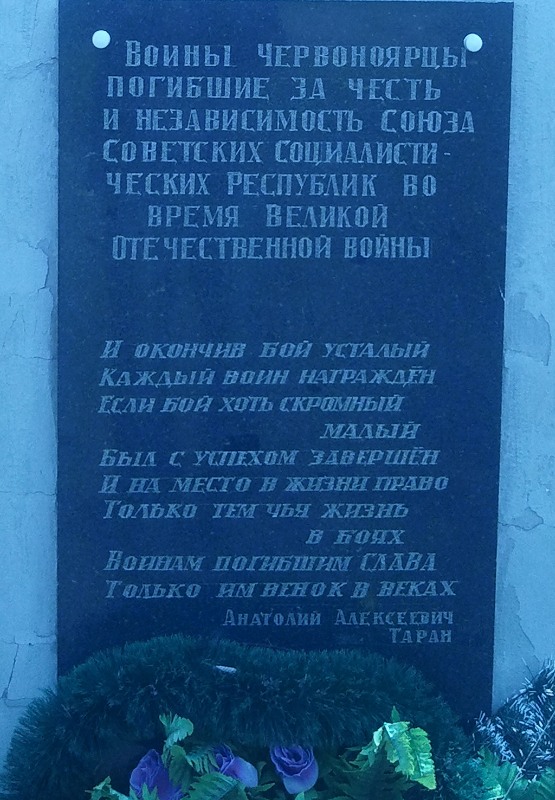 Воины Червоноярцы
погибшие за честь
и независимость Союза
Советских Социалисти-
ческих Республик во
время Великой
Отечественной войны
И окончив бой усталый
Каждый воин награждён
Если бой хоть скромный
малый
Был с успехом завершён
И на место в жизни право
Только тем чья жизнь
в боях
Воинам погибшим слава
Только им венок в веках
Анатолий Алексеевич
Таран